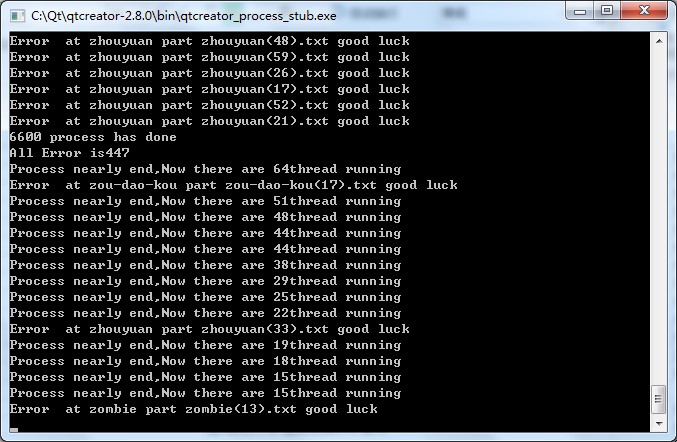 C:\Qt\qtcreator-2.8.0\bin\qtcreator_process_stub.exe
Error  at zhouyuan part zhouyuan(48).txt good luck
Error  at zhouyuan part zhouyuan(59).txt good luck
Error  at zhouyuan part zhouyuan(26).txt good luck
Error  at zhouyuan part zhouyuan(17).txt good luck
Error  at zhouyuan part zhouyuan(52).txt good luck
Error  at zhouyuan part zhouyuan(21).txt good luck
6600 process has done
All Error is447
Process nearly end,Now there are 64thread running
Error  at zou-dao-kou part zou-dao-kou(17).txt good luck
Process nearly end,Now there are 51thread running
Process nearly end,Now there are 48thread running
Process nearly end,Now there are 44thread running
Process nearly end,Now there are 44thread running
Process nearly end,Now there are 38thread running
Process nearly end,Now there are 29thread running
Process nearly end,Now there are 25thread running
Process nearly end,Now there are 22thread running
Error  at zhouyuan part zhouyuan(33).txt good luck
Process nearly end,Now there are 19thread running
Process nearly end,Now there are 18thread running
Process nearly end,Now there are 15thread running
Process nearly end,Now there are 15thread running
Error  at zombie part zombie(13).txt good luck